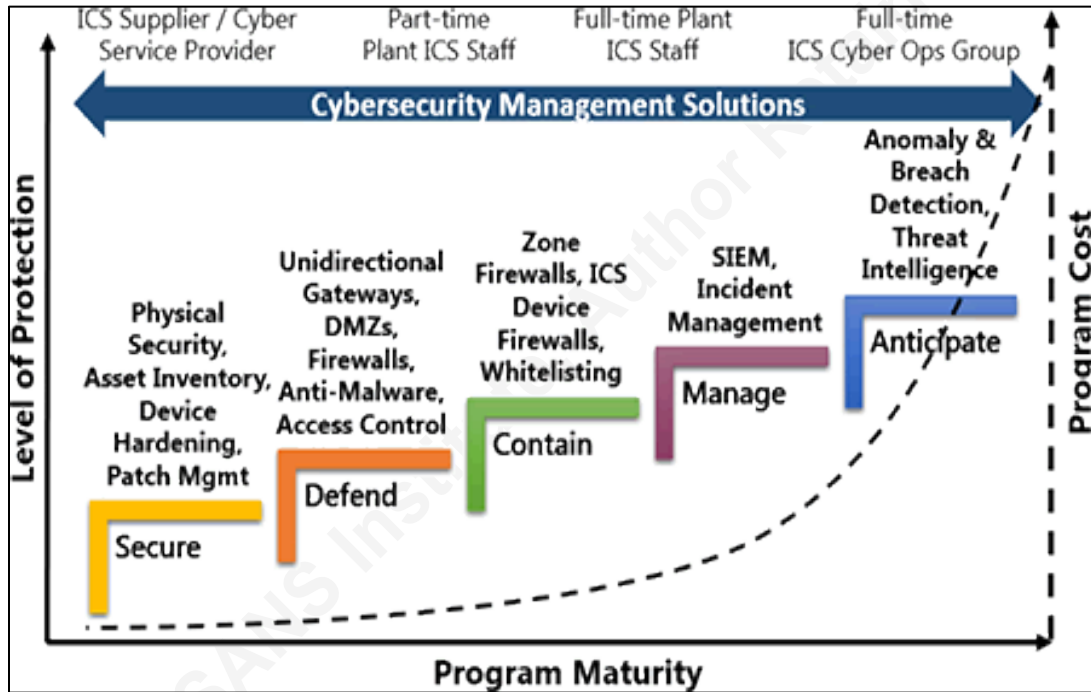 ICS Supplier / Cyber
Service Provider
Part-time
Plant ICS Staff
Full-time Plant
ICS Staff
Full-time
ICS Cyber Ops Group
Cybersecurity Management Solutions
Level of Protection
Physical
Security,
Asset Inventory,
Device
Hardening,
Patch Mgmt
Secure
Unidirectional
Gateways,
DMZs,
Firewalls,
Anti-Malware,
Access Control
Defend
Zone
Firewalls, ICS
Device
Firewalls,
Whitelisting
Contain
SIEM,
Incident
Management
Manage
Anomaly &
Breach
Detection,
Threat
Intelligence
Anticipate
Program Cost
Program Maturity
SANS Institute
Author